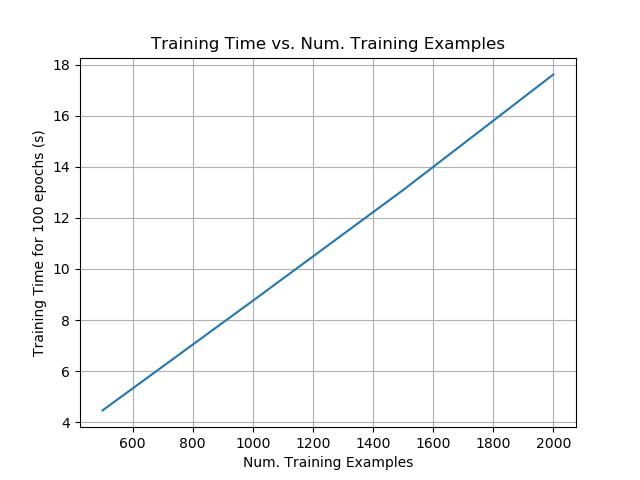 Training Time vs. Num. Training Examples
18
16
14
12
10
8
6
4
Training Time for 100 epochs (s)
600 800 1000 1200 1400 1600 1800 2000
Num. Training Examples